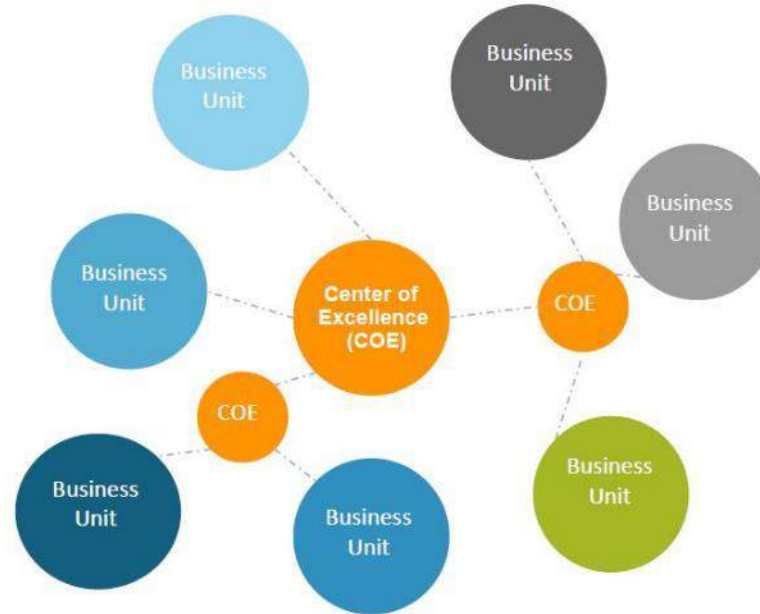 Business
Unit
Business
Unit
Business
Unit
Business
Unit
Center of
Excellence
(COE)
COE
COE
Business
Unit
Business
Unit
Business
Unit